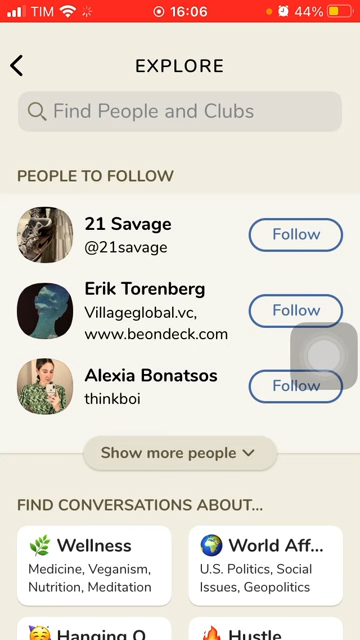 TIM 16:06 44%
EXPLORE
Find People and Clubs
PEOPLE TO FOLLOW
21 Savage
@21savage
Follow
Erik Torenberg
Villageglobal.vc,
www.beondeck.com
Follow
Alexia Bonatsos
thinkboi
Follow
Show more people
FIND CONVERSATIONS ABOUT...
Wellness
Medicine, Veganism,
Nutrition, Meditation
World Aff...
U.S. Politics, Social
Issues, Geopolitics
Hanging O...
Hustle